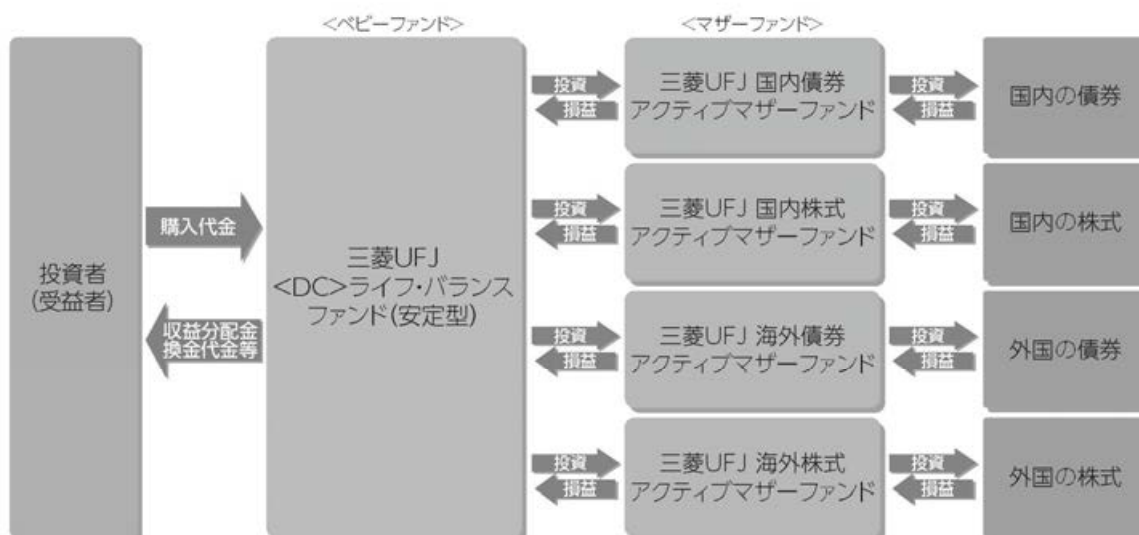 <ベビーファンド>
<マザーファンド>
投資者
(受益者)
購入代金
収益分配金
換金代金等
三菱UFJ
<DC>ライフ・バランス
ファンド(安定型)
投資
損益
三菱UFJ 国内債券
アクティブマザーファンド
投資
損益
国内の債券
投資
損益
三菱UFJ 国内株式
アクティブマザーファンド
投資
損益
国内の株式
投資
損益
三菱UFJ 海外債券
アクティブマザーファンド
投資
損益
外国の債券
投資
損益
三菱UFJ 海外株式
アクティブマザーファンド
投資
損益
外国の株式